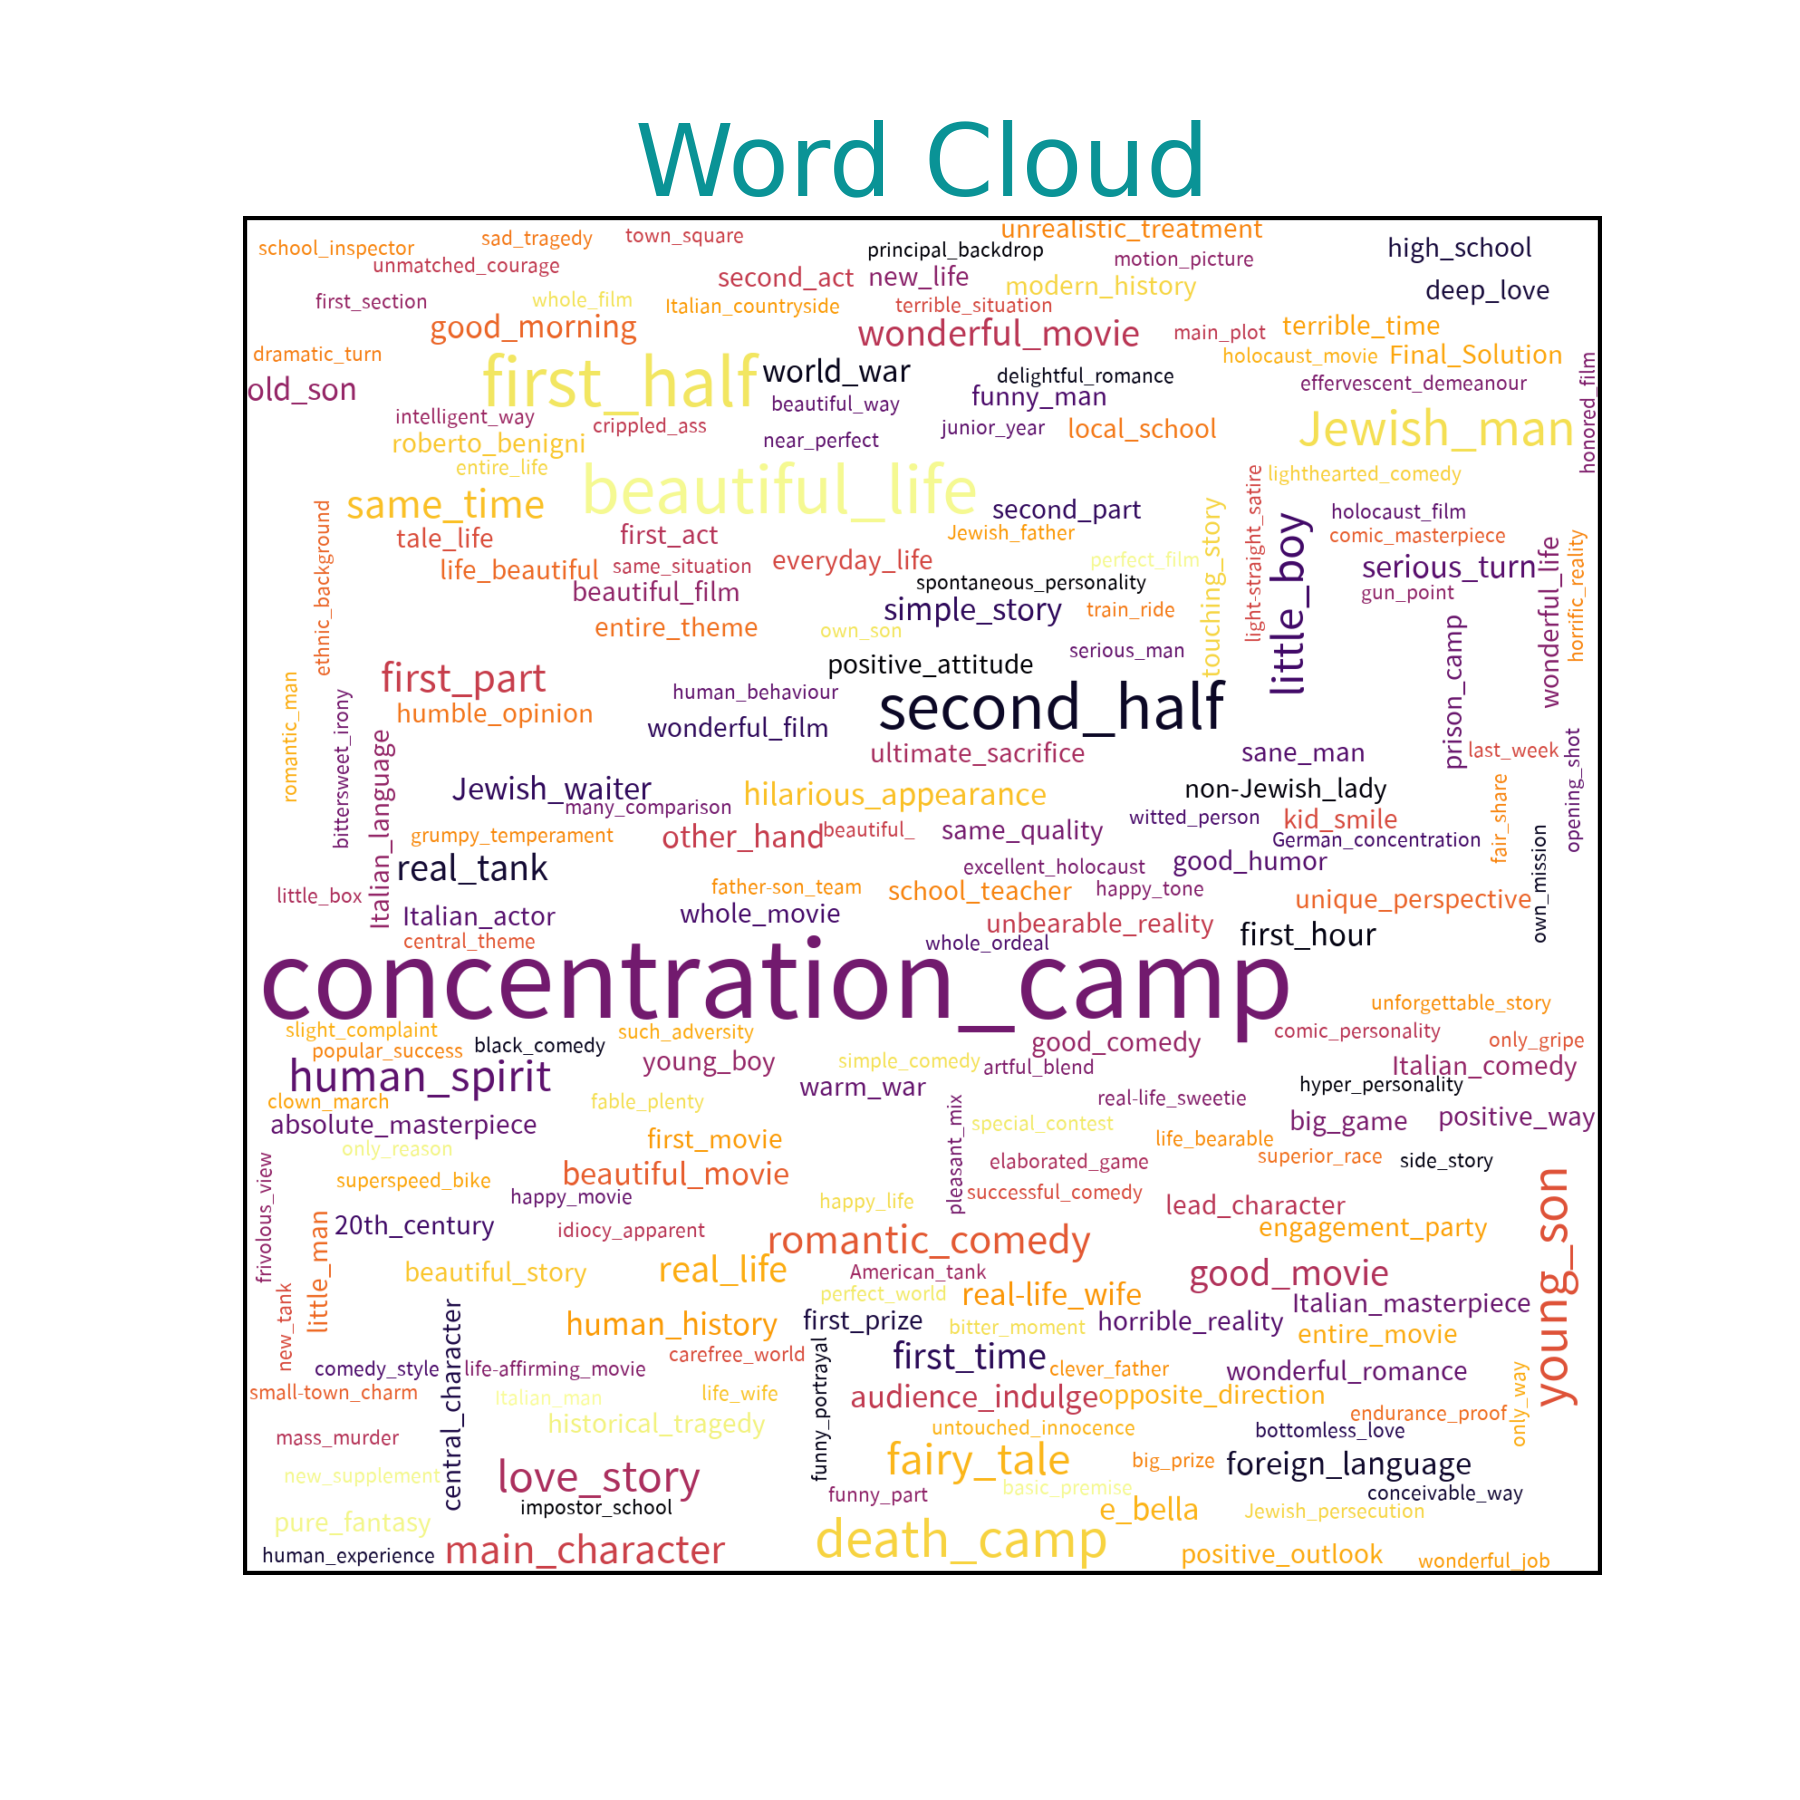 Word Cloud
school_inspector sad_tragedy town_square principal_backdrop unrealistic_treatment high_school
unmatched_courage second_act new_life motion_picture
first_section whole_film Italian_countryside terrible_situation modern_history deep_love
good_morning wonderful_movie main_plot terrible_time
dramatic_turn first_half world_war delightful_romance holocaust_movie Final_Solution
old_son beautiful_way funny_man effervescent_demeanour honored_film
intelligent_way crippled_ass near_perfect junior_year local_school Jewish_man
roberto_benigni
entire_life beautiful_life lighthearted_comedy
same_time second_part holocaust_film
tale_life first_act Jewish_father comic_masterpiece
life_beautiful same_situation everyday_life perfect_film serious_turn
beautiful_film spontaneous_personality gun_point
ethnic_background simple_story train_ride touching_story light-straight_satire little_boy wonderful_life horrific_reality
entire_theme own_son
first_part positive_attitude serious_man prison_camp
humble_opinion human_behaviour second_half
romantic_man bittersweet_irony Italian_language wonderful_film ultimate_sacrifice sane_man last_week opening_shot
Jewish_waiter many_comparison hilarious_appearance non-Jewish_lady fair_share
grumpy_temperament other_hand beautiful_ same_quality witted_person kid_smile
German_concentration
real_tank excellent_holocaust good_humor own_mission
little_box father-son_team school_teacher happy_tone unique_perspective
Italian_actor whole_movie unbearable_reality
central_theme whole_ordeal first_hour
concentration_camp
unforgettable_story
slight_complaint such_adversity comic_personality
popular_success black_comedy good_comedy only_gripe
human_spirit young_boy simple_comedy artful_blend Italian_comedy
clown_march fable_plenty warm_war real-life_sweetie hyper_personality
absolute_masterpiece pleasant_mix special_contest big_game positive_way
only_reason first_movie life_bearable
superspeed_bike beautiful_movie elaborated_game superior_race side_story
frivolous_view happy_movie happy_life successful_comedy lead_character young_son
little_man 20th_century idiocy_apparent romantic_comedy engagement_party
beautiful_story real_life American_tank good_movie
new_tank perfect_world real-life_wife Italian_masterpiece
central_character human_history first_prize bitter_moment horrible_reality entire_movie
comedy_style life-affirming_movie carefree_world funny_portrayal first_time clever_father wonderful_romance
small-town_charm Italian_man life_wife audience_indulge opposite_direction only_way
mass_murder historical_tragedy untouched_innocence bottomless_love endurance_proof
new_supplement love_story fairy_tale big_prize foreign_language
impostor_school funny_part basic_premise conceivable_way
pure_fantasy e_bella Jewish_persecution
human_experience main_character death_camp positive_outlook wonderful_job